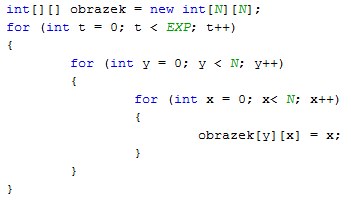 int[][] obrazek = new int[N][N];
for (int t = 0; t < EXP; t++)
{
for (int y = 0; y < N; y++)
{
for (int x = 0; x< N; x++)
{
obrazek[y][x] = x;
}
}
}